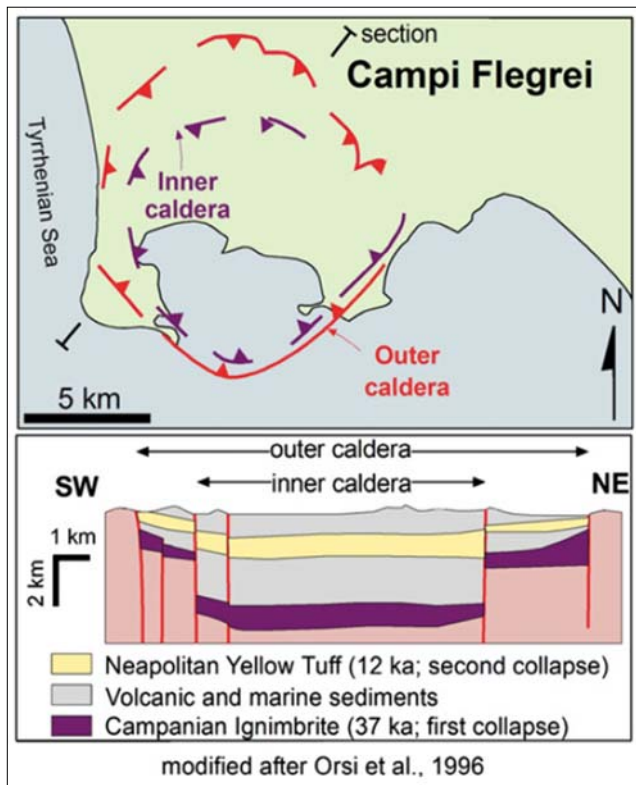 section
Campi Flegrei
Tyrrhenian Sea
Inner
caldera
N
Outer
caldera
5 km
outer caldera
SW
inner caldera
NE
1 km
2 km
Neapolitan Yellow Tuff (12 ka; second collapse)
Volcanic and marine sediments
Campanian Ignimbrite (37 ka; first collapse)
modified after Orsi et al., 1996